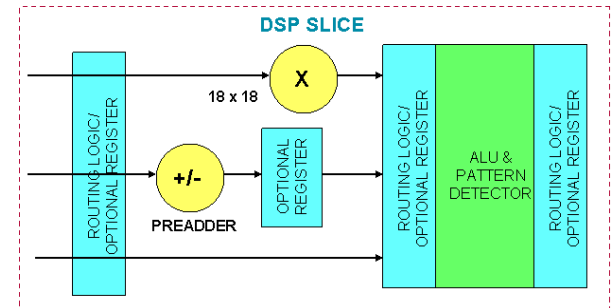 DSP SLICE
X
18 x 18
ROUTING LOGIC/
OPTIONAL REGISTER
+/-
PREADDER
OPTIONAL
REGISTER
ROUTING LOGIC/
OPTIONAL REGISTER
ALU &
PATTERN
DETECTOR
ROUTING LOGIC/
OPTIONAL REGISTER